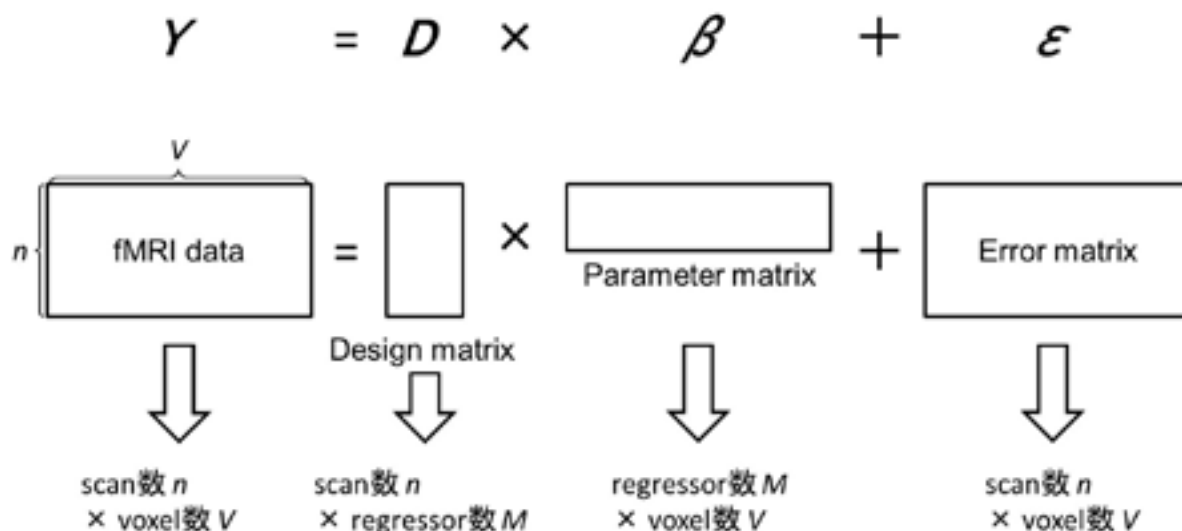 Y = D × β + ε
V
n
fMRI data = × Parameter matrix + Error matrix
Design matrix
scan数 n
× voxel数 V
scan数 n
× regressor数 M
regressor数 M
× voxel数 V
scan数 n
× voxel数 V